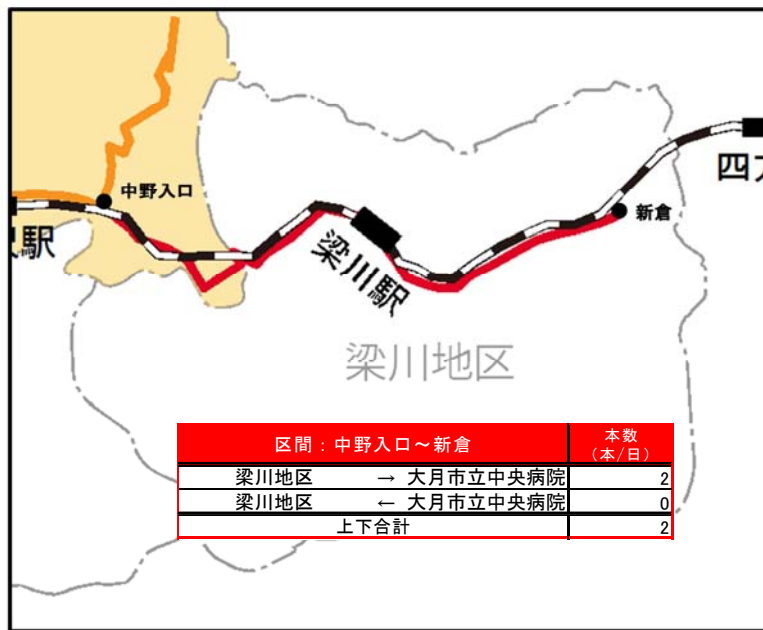 中野入口
新倉
四
駅
梁川駅
梁川地区
区間：中野入口～新倉 本数（本/日）
梁川地区 → 大月市立中央病院 2
梁川地区 ← 大月市立中央病院 0
上下合計 2